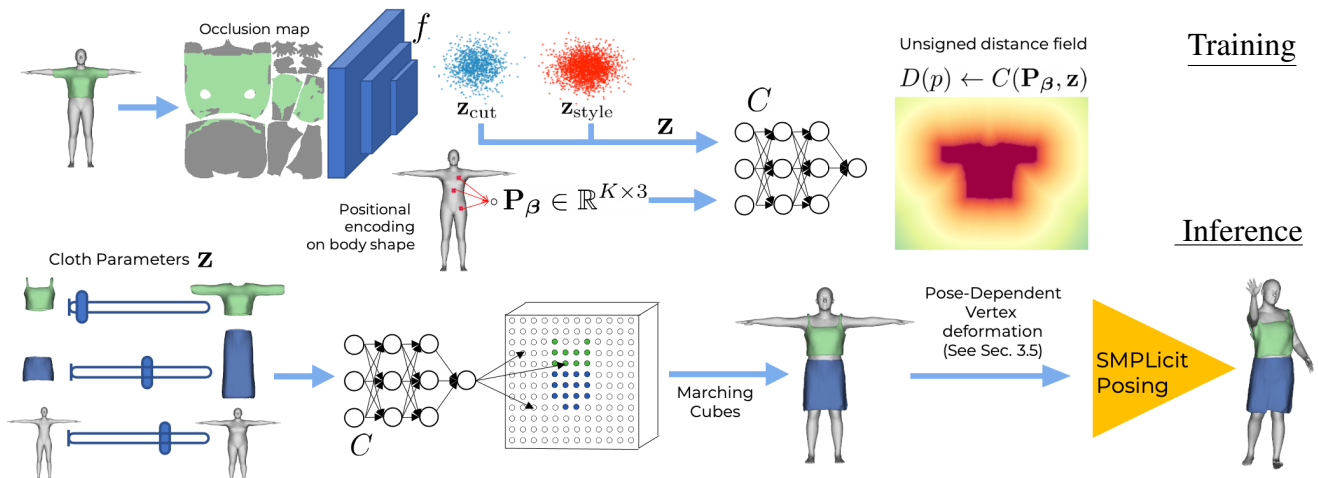 Occlusion map
f
z_cut
z_style
z
C
Unsigned distance field
D(p) ← C(P_β, z)
Training
Positional
encoding
on body shape
P_β ∈ ℝ^{K×3}
Inference
Cloth Parameters z
C
Marching
Cubes
Pose-Dependent
Vertex
deformation
(See Sec. 3.5)
SMPLicit
Posing